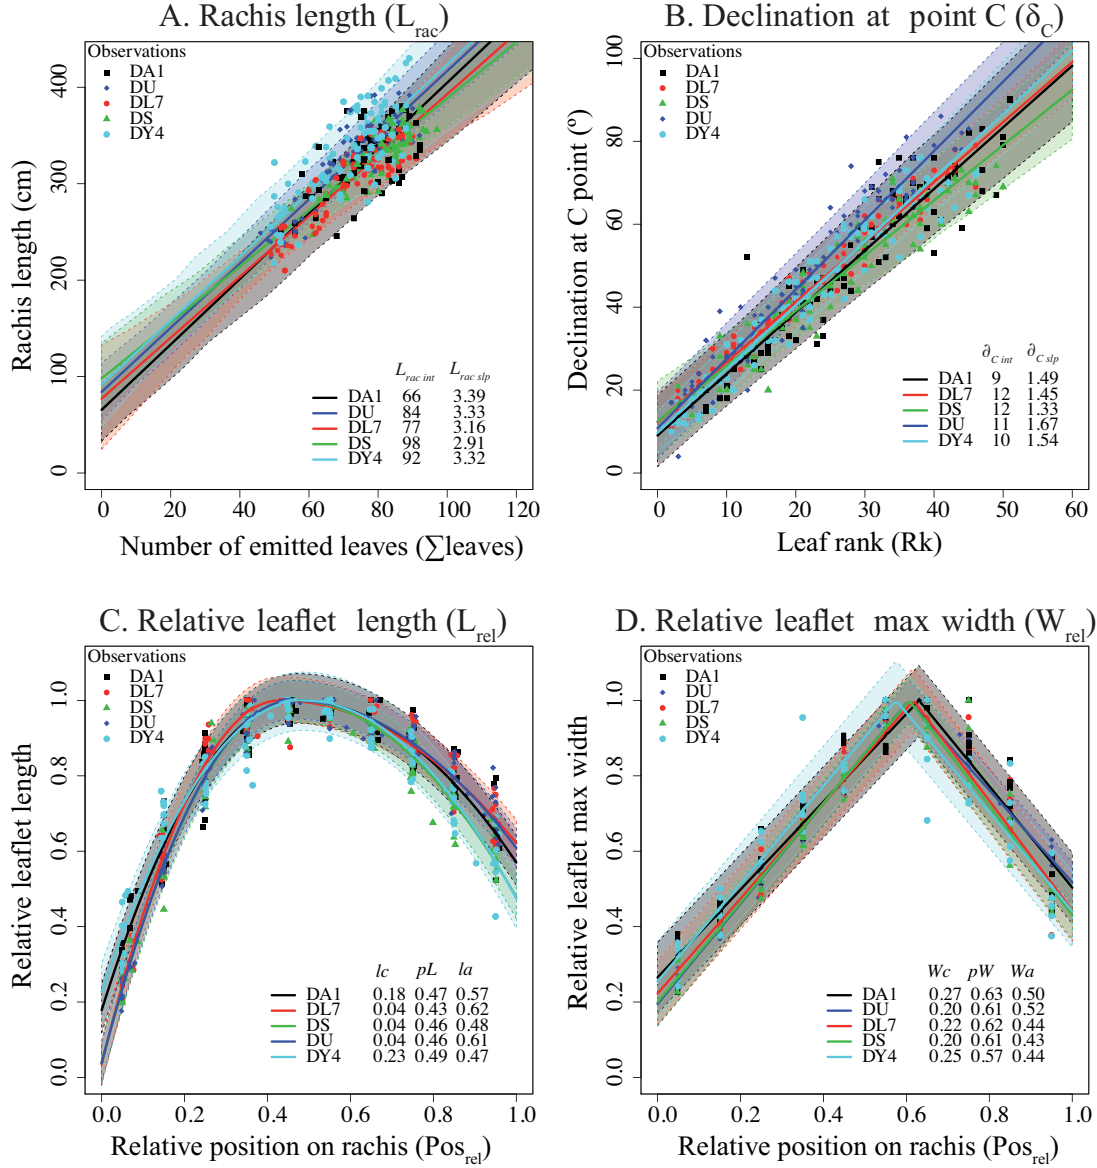 A. Rachis length (L_rac)
Observations
DA1
DU
DL7
DS
DY4
Rachis length (cm)
0
100
200
300
400
L_rac int L_rac slp
DA1 66 3.39
DU 84 3.33
DL7 77 3.16
DS 98 2.91
DY4 92 3.32
0 20 40 60 80 100 120
Number of emitted leaves (∑leaves)
B. Declination at point C (δ_C)
Observations
DA1
DL7
DS
DU
DY4
Declination at C point (°)
0
20
40
60
80
100
∂_C int ∂_C slp
DA1 9 1.49
DL7 12 1.45
DS 12 1.33
DU 11 1.67
DY4 10 1.54
0 10 20 30 40 50 60
Leaf rank (Rk)
C. Relative leaflet length (L_rel)
Observations
DA1
DL7
DS
DU
DY4
Relative leaflet length
0.0
0.2
0.4
0.6
0.8
1.0
lc pL la
DA1 0.18 0.47 0.57
DL7 0.04 0.43 0.62
DS 0.04 0.46 0.48
DU 0.04 0.46 0.61
DY4 0.23 0.49 0.47
0.0 0.2 0.4 0.6 0.8 1.0
Relative position on rachis (Pos_rel)
D. Relative leaflet max width (W_rel)
Observations
DA1
DU
DL7
DS
DY4
Relative leaflet max width
0.0
0.2
0.4
0.6
0.8
1.0
Wc pW Wa
DA1 0.27 0.63 0.50
DU 0.20 0.61 0.52
DL7 0.22 0.62 0.44
DS 0.20 0.61 0.43
DY4 0.25 0.57 0.44
0.0 0.2 0.4 0.6 0.8 1.0
Relative position on rachis (Pos_rel)